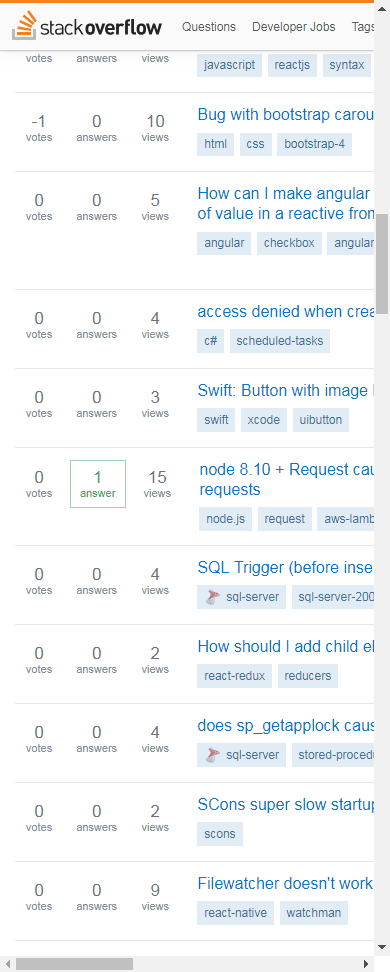 stackoverflow Questions Developer Jobs Tags
votes answers views
javascript reactjs syntax
-1 0 10 Bug with bootstrap carou
votes answers views
html css bootstrap-4
0 0 5 How can I make angular
votes answers views of value in a reactive from
angular checkbox angular
0 0 4 access denied when crea
votes answers views
c# scheduled-tasks
0 0 3 Swift: Button with image
votes answers views
swift xcode uibutton
0 1 15 node 8.10 + Request cau
votes answer views requests
node.js request aws-lamb
0 0 4 SQL Trigger (before inse
votes answers views
sql-server sql-server-200
0 0 2 How should I add child el
votes answers views
react-redux reducers
0 0 4 does sp_getapplock caus
votes answers views
sql-server stored-procedu
0 0 2 SCons super slow startup
votes answers views
scons
0 0 9 Filewatcher doesn't work
votes answers views
react-native watchman